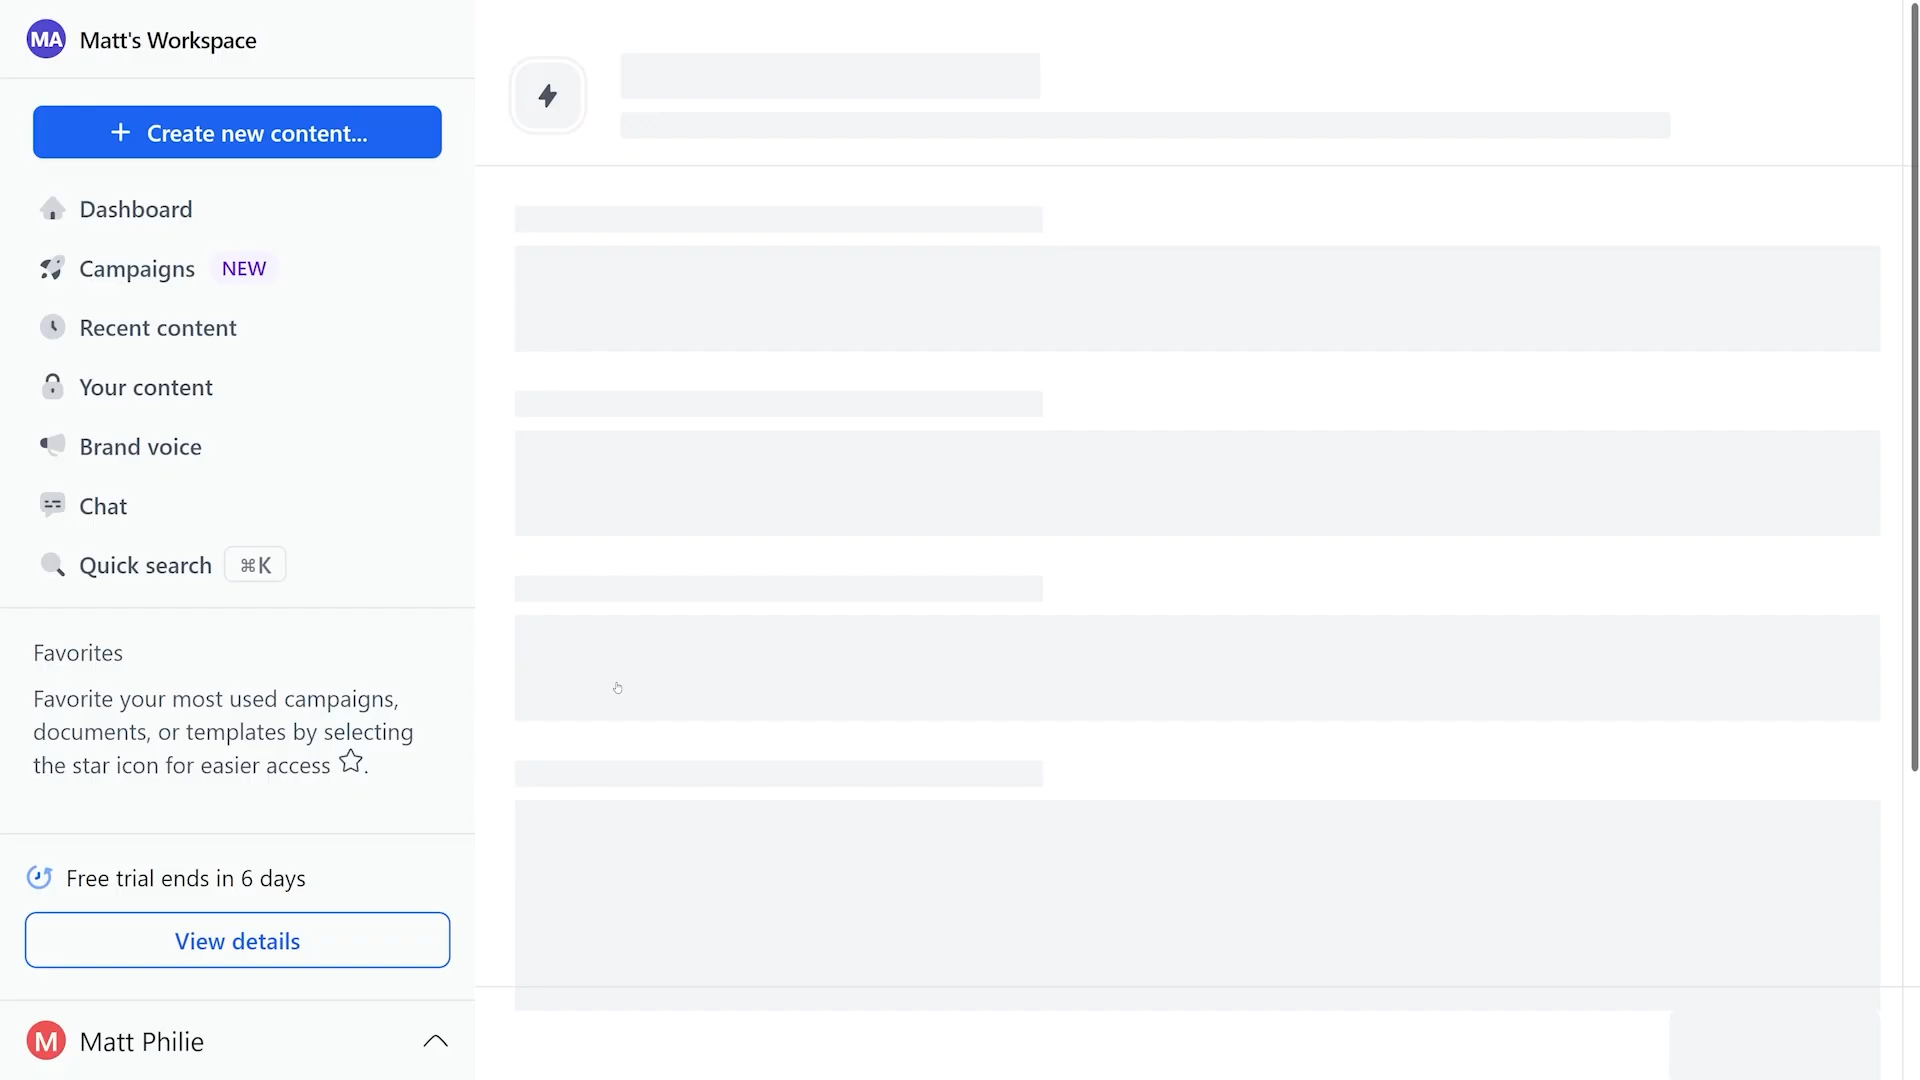 MA Matt's Workspace
+ Create new content...
Dashboard
Campaigns NEW
Recent content
Your content
Brand voice
Chat
Quick search ⌘K
Favorites
Favorite your most used campaigns,
documents, or templates by selecting
the star icon for easier access ☆.
Free trial ends in 6 days
View details
M Matt Philie